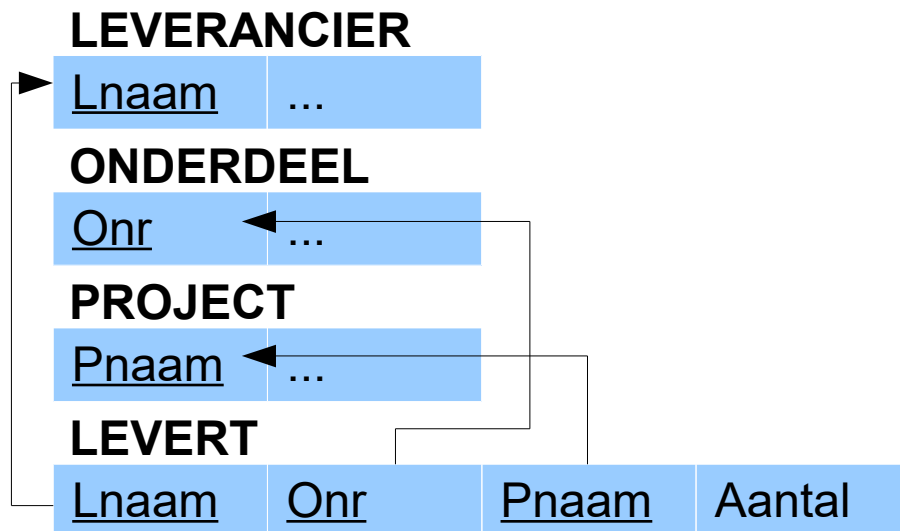 LEVERANCIER
Lnaam ...
ONDERDEEL
Onr ...
PROJECT
Pnaam ...
LEVERT
Lnaam Onr Pnaam Aantal